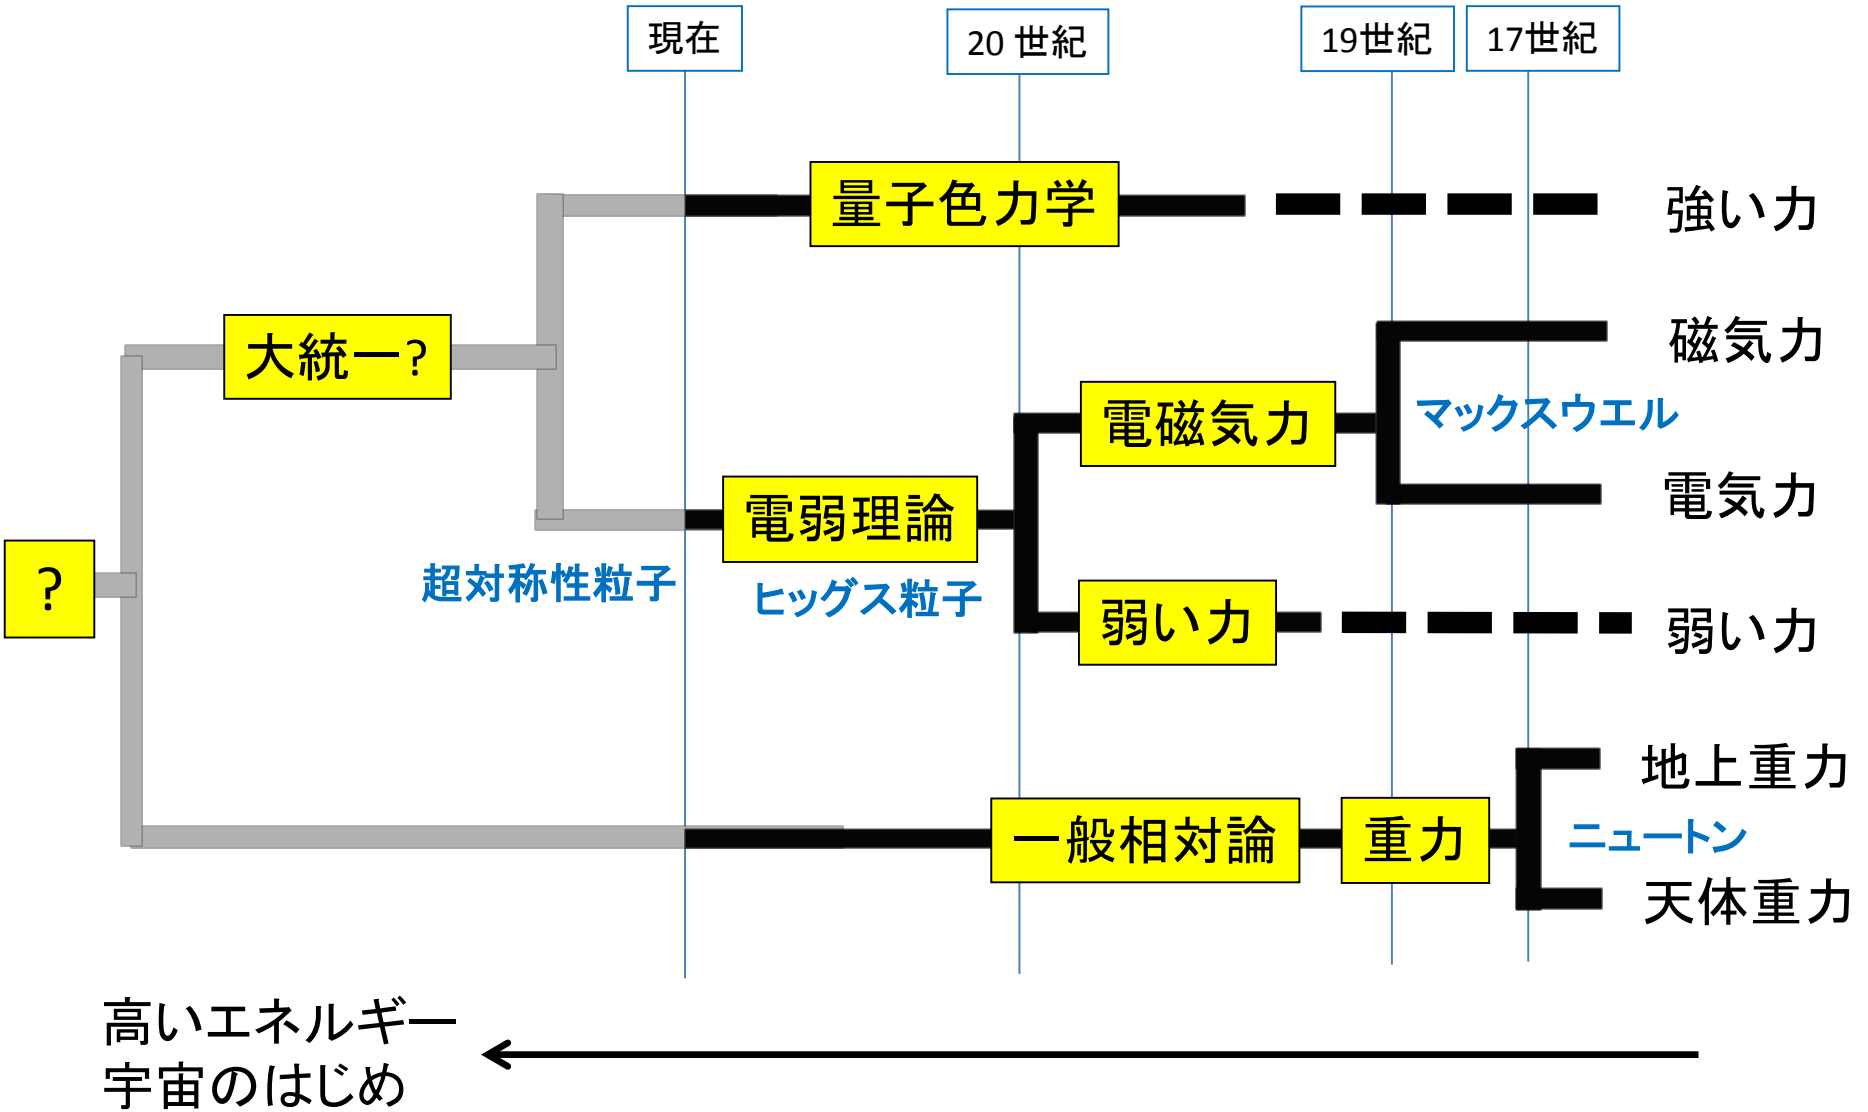 現在
20 世紀
19世紀
17世紀
量子色力学
強い力
大統一?
磁気力
電磁気力
マックスウエル
電気力
電弱理論
?
超対称性粒子
ヒッグス粒子
弱い力
弱い力
地上重力
一般相対論
重力
ニュートン
天体重力
高いエネルギー
宇宙のはじめ